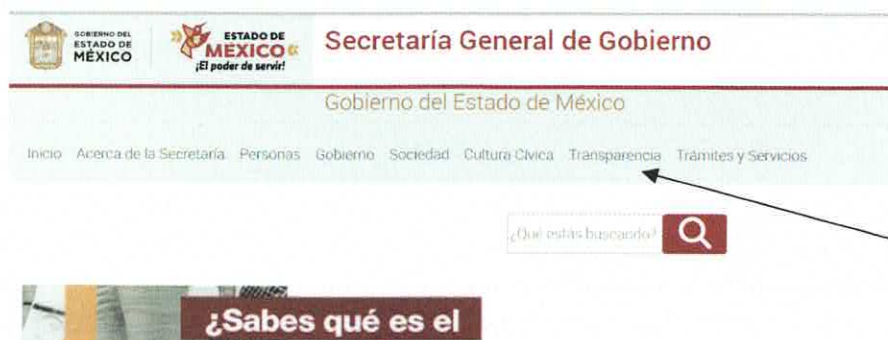 GOBIERNO DEL
ESTADO DE
MÉXICO
ESTADO DE
MÉXICO
¡El poder de servir!
Secretaría General de Gobierno
Gobierno del Estado de México
Inicio Acerca de la Secretaría Personas Gobierno Sociedad Cultura Cívica Transparencia Trámites y Servicios
¿Qué estás buscando?
¿Sabes qué es el